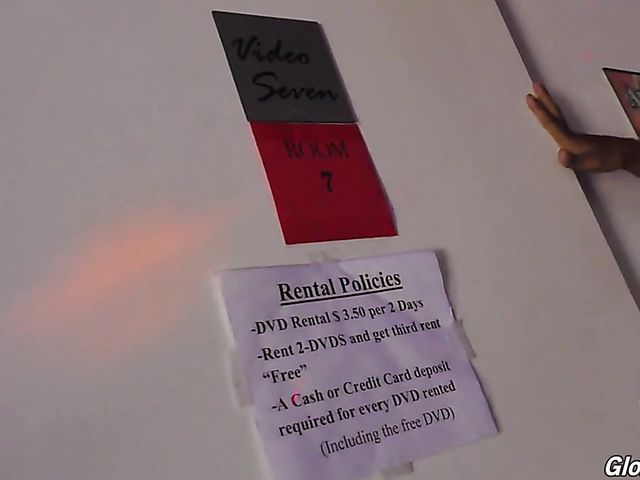 Video
Seven
ROOM
7
Rental Policies
-DVD Rental $ 3.50 per 2 Days
-Rent 2-DVDS and get third rent
“Free”
-A Cash or Credit Card deposit
required for every DVD rented
(Including the free DVD)
Glo